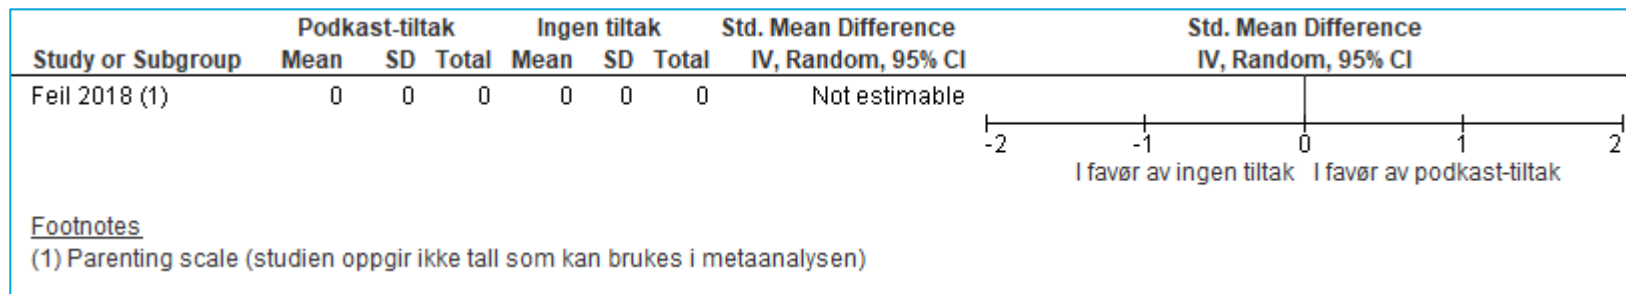 Podkast-tiltak Ingen tiltak Std. Mean Difference Std. Mean Difference
Study or Subgroup Mean SD Total Mean SD Total IV, Random, 95% CI IV, Random, 95% CI
Feil 2018 (1) 0 0 0 0 0 0 Not estimable
-2 -1 0 1 2
I favør av ingen tiltak I favør av podkast-tiltak
Footnotes
(1) Parenting scale (studien oppgir ikke tall som kan brukes i metaanalysen)